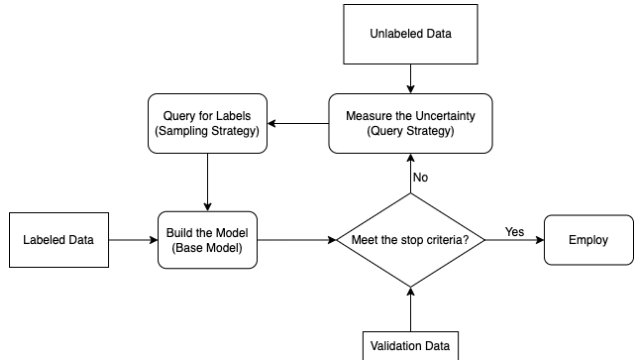 Unlabeled Data
Query for Labels
(Sampling Strategy)
Measure the Uncertainty
(Query Strategy)
No
Labeled Data
Build the Model
(Base Model)
Meet the stop criteria?
Yes
Employ
Validation Data